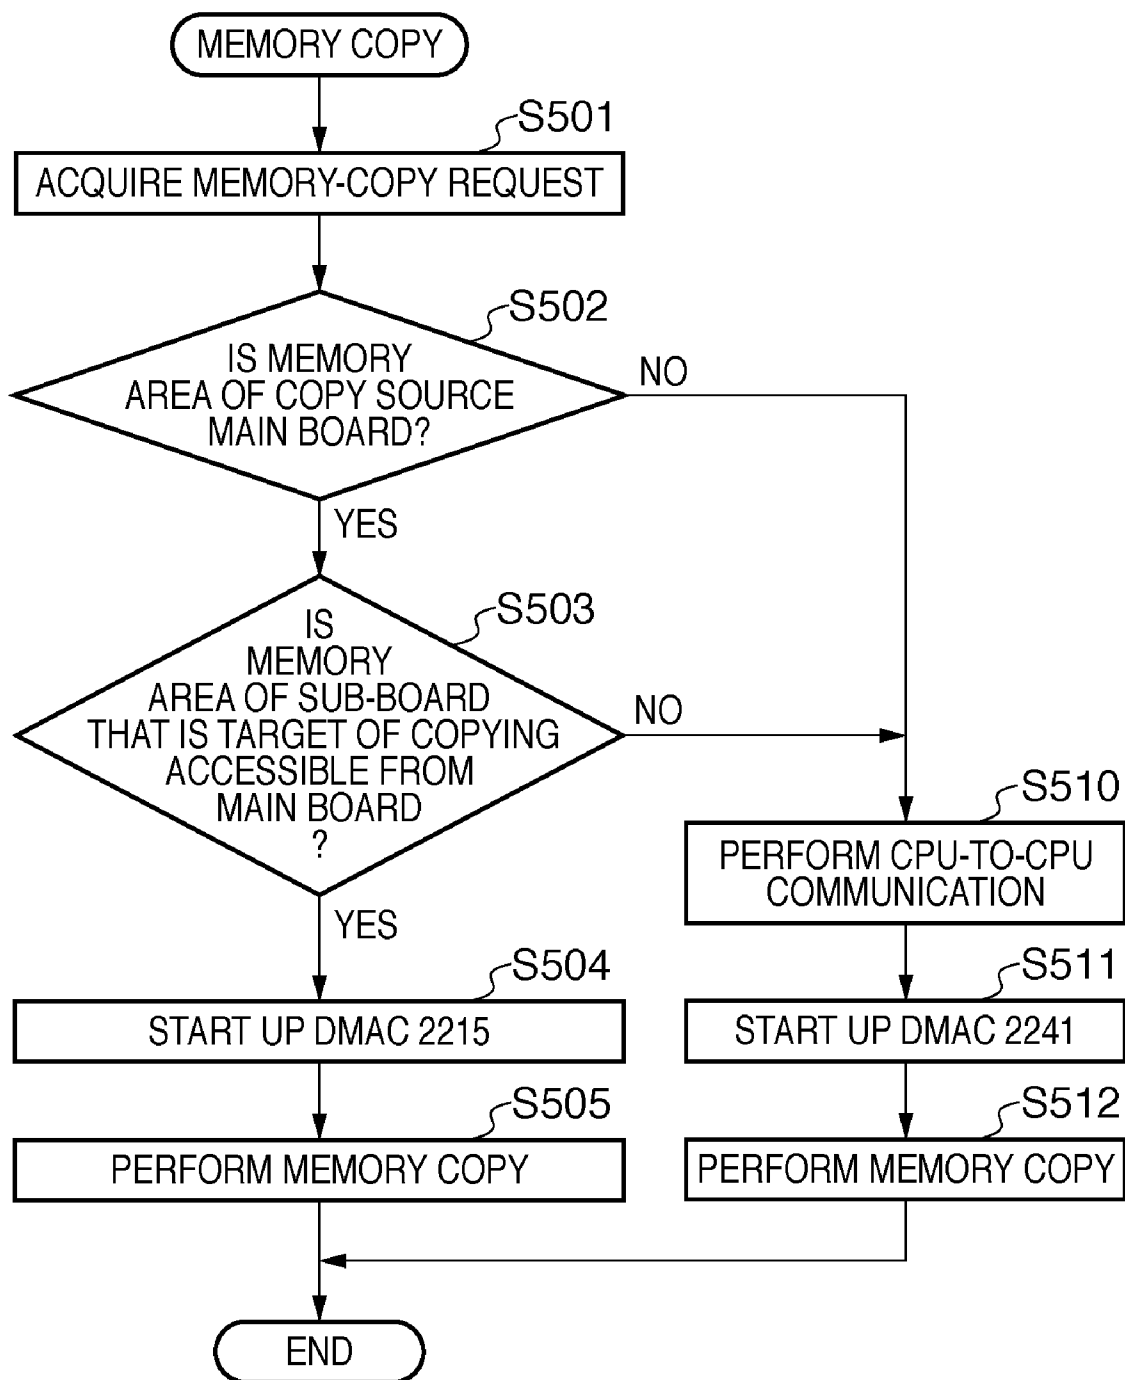 MEMORY COPY
S501
ACQUIRE MEMORY-COPY REQUEST
S502
IS MEMORY
AREA OF COPY SOURCE
MAIN BOARD?
NO
YES
S503
IS
MEMORY
AREA OF SUB-BOARD
THAT IS TARGET OF COPYING
ACCESSIBLE FROM
MAIN BOARD
?
NO
YES
S510
PERFORM CPU-TO-CPU
COMMUNICATION
S504
START UP DMAC 2215
S511
START UP DMAC 2241
S505
PERFORM MEMORY COPY
S512
PERFORM MEMORY COPY
END